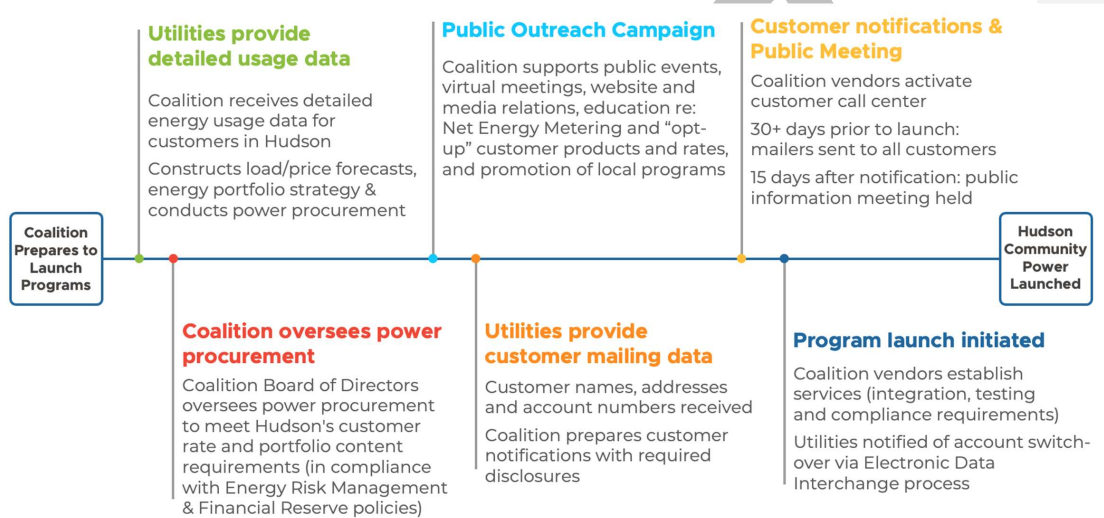 Coalition
Prepares to
Launch
Programs
Utilities provide
detailed usage data
Coalition receives detailed
energy usage data for
customers in Hudson
Constructs load/price forecasts,
energy portfolio strategy &
conducts power procurement
Coalition oversees power
procurement
Coalition Board of Directors
oversees power procurement
to meet Hudson's customer
rate and portfolio content
requirements (in compliance
with Energy Risk Management
& Financial Reserve policies)
Public Outreach Campaign
Coalition supports public events,
virtual meetings, website and
media relations, education re:
Net Energy Metering and “opt-
up” customer products and rates,
and promotion of local programs
Utilities provide
customer mailing data
Customer names, addresses
and account numbers received
Coalition prepares customer
notifications with required
disclosures
Customer notifications &
Public Meeting
Coalition vendors activate
customer call center
30+ days prior to launch:
mailers sent to all customers
15 days after notification: public
information meeting held
Program launch initiated
Coalition vendors establish
services (integration, testing
and compliance requirements)
Utilities notified of account switch-
over via Electronic Data
Interchange process
Hudson
Community
Power
Launched